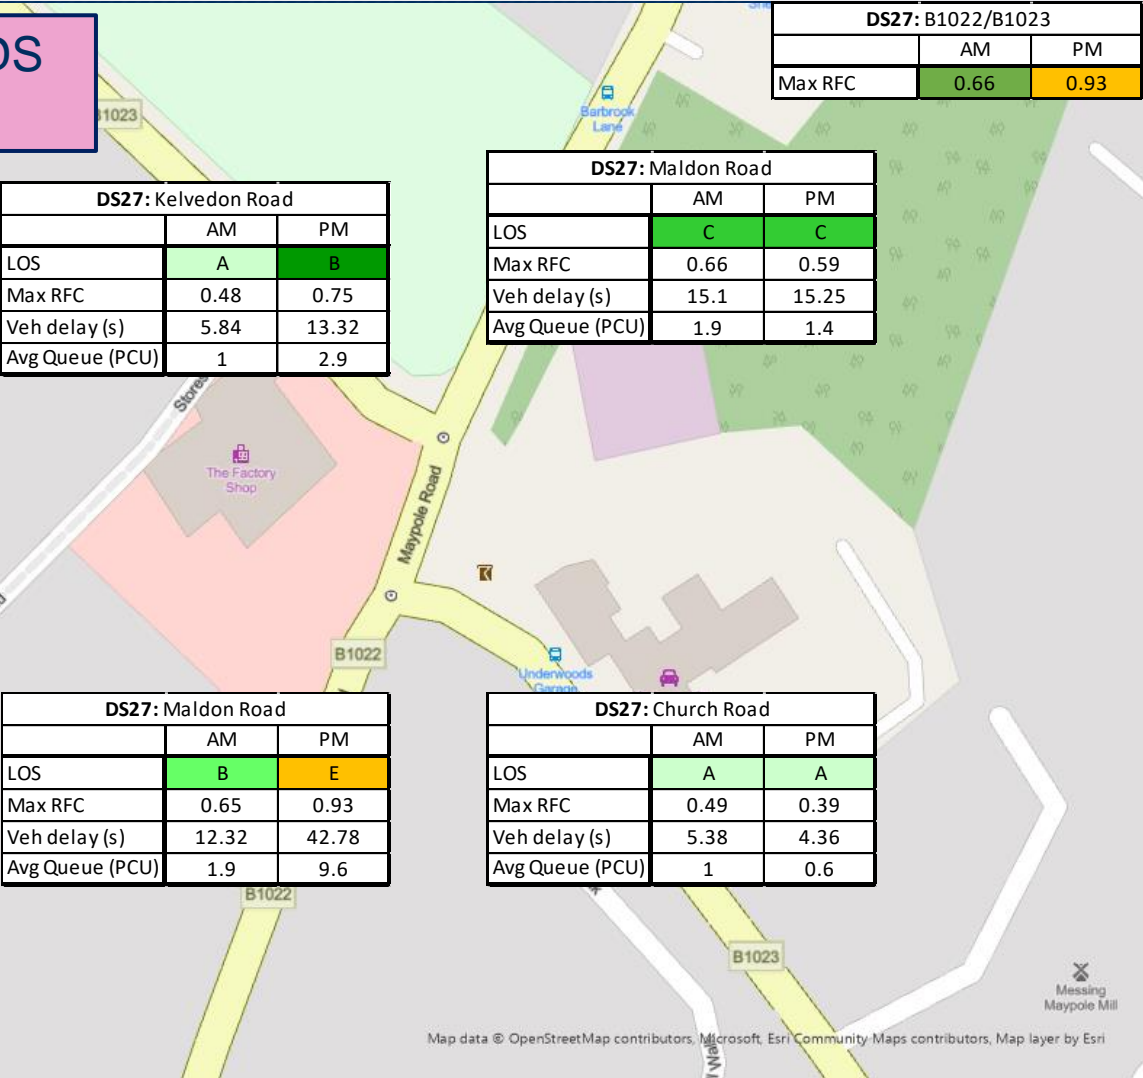 OS
DS27: B1022/B1023
AM PM
Max RFC 0.66 0.93
B1023
Barbrook
Lane
DS27: Maldon Road
AM PM
LOS C C
Max RFC 0.66 0.59
Veh delay (s) 15.1 15.25
Avg Queue (PCU) 1.9 1.4
DS27: Kelvedon Road
AM PM
LOS A B
Max RFC 0.48 0.75
Veh delay (s) 5.84 13.32
Avg Queue (PCU) 1 2.9
Stores
The Factory
Shop
Maypole Road
B1022
Underwoods
Garage
DS27: Maldon Road
AM PM
LOS B E
Max RFC 0.65 0.93
Veh delay (s) 12.32 42.78
Avg Queue (PCU) 1.9 9.6
DS27: Church Road
AM PM
LOS A A
Max RFC 0.49 0.39
Veh delay (s) 5.38 4.36
Avg Queue (PCU) 1 0.6
B1022
B1023
Messing
Maypole Mill
Map data © OpenStreetMap contributors, Microsoft, Esri Community Maps contributors, Map layer by Esri